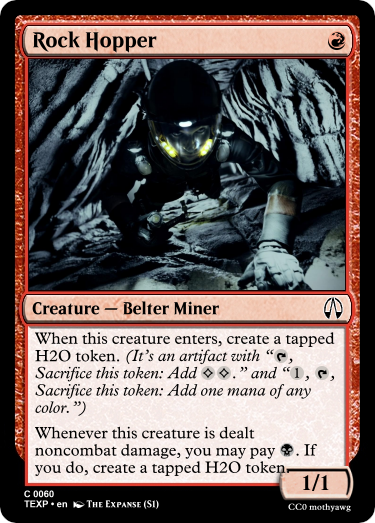 Rock Hopper
Creature — Belter Miner
When this creature enters, create a tapped
H2O token. (It's an artifact with “
Sacrifice this token: Add .” and “1, ,
Sacrifice this token: Add one mana of any
color.”)
Whenever this creature is dealt
noncombat damage, you may pay . If
you do, create a tapped H2O token.
1/1
C 0060
TEXP • en THE EXPANSE (S1)
CC0 mothyawg